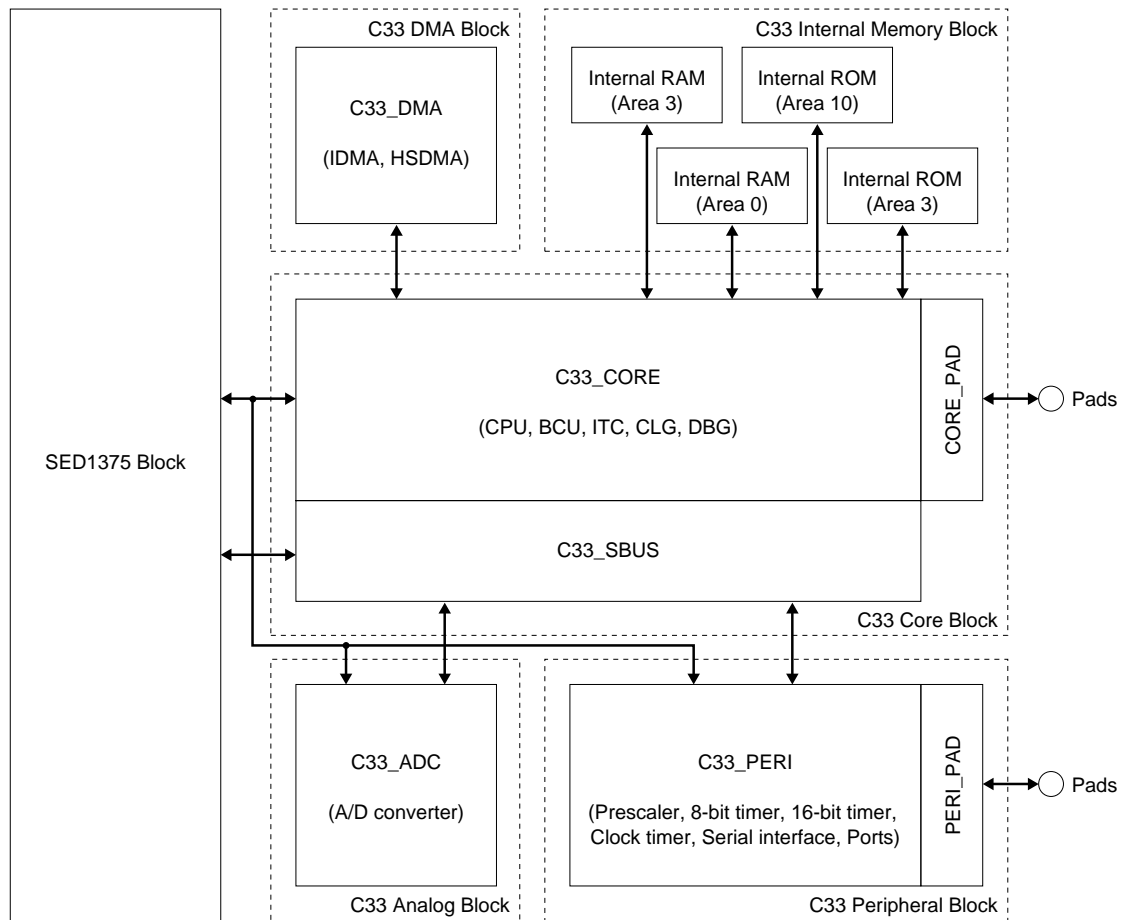 C33 DMA Block
C33 Internal Memory Block
C33_DMA
(IDMA, HSDMA)
Internal RAM
(Area 3)
Internal ROM
(Area 10)
Internal RAM
(Area 0)
Internal ROM
(Area 3)
SED1375 Block
C33_CORE
(CPU, BCU, ITC, CLG, DBG)
CORE_PAD
Pads
C33_SBUS
C33 Core Block
C33_ADC
(A/D converter)
C33_PERI
(Prescaler, 8-bit timer, 16-bit timer,
Clock timer, Serial interface, Ports)
PERI_PAD
Pads
C33 Analog Block
C33 Peripheral Block